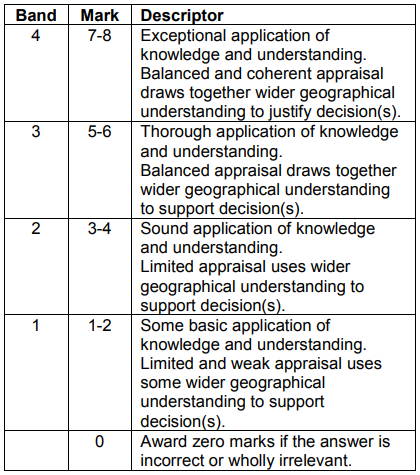 Band Mark Descriptor
4 7-8 Exceptional application of
knowledge and understanding.
Balanced and coherent appraisal
draws together wider geographical
understanding to justify decision(s).
3 5-6 Thorough application of knowledge
and understanding.
Balanced appraisal draws together
wider geographical understanding
to support decision(s).
2 3-4 Sound application of knowledge
and understanding.
Limited appraisal uses wider
geographical understanding to
support decision(s).
1 1-2 Some basic application of
knowledge and understanding.
Limited and weak appraisal uses
some wider geographical
understanding to support
decision(s).
0 Award zero marks if the answer is
incorrect or wholly irrelevant.